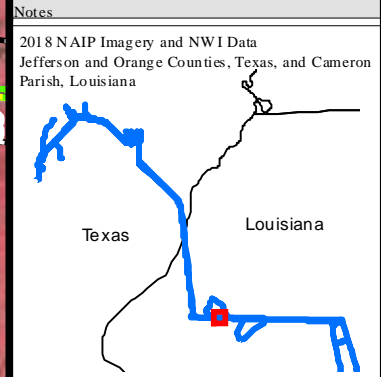 Notes
2018 NAIP Imagery and NWI Data
Jefferson and Orange Counties, Texas, and Cameron
Parish, Louisiana
Louisiana
Texas